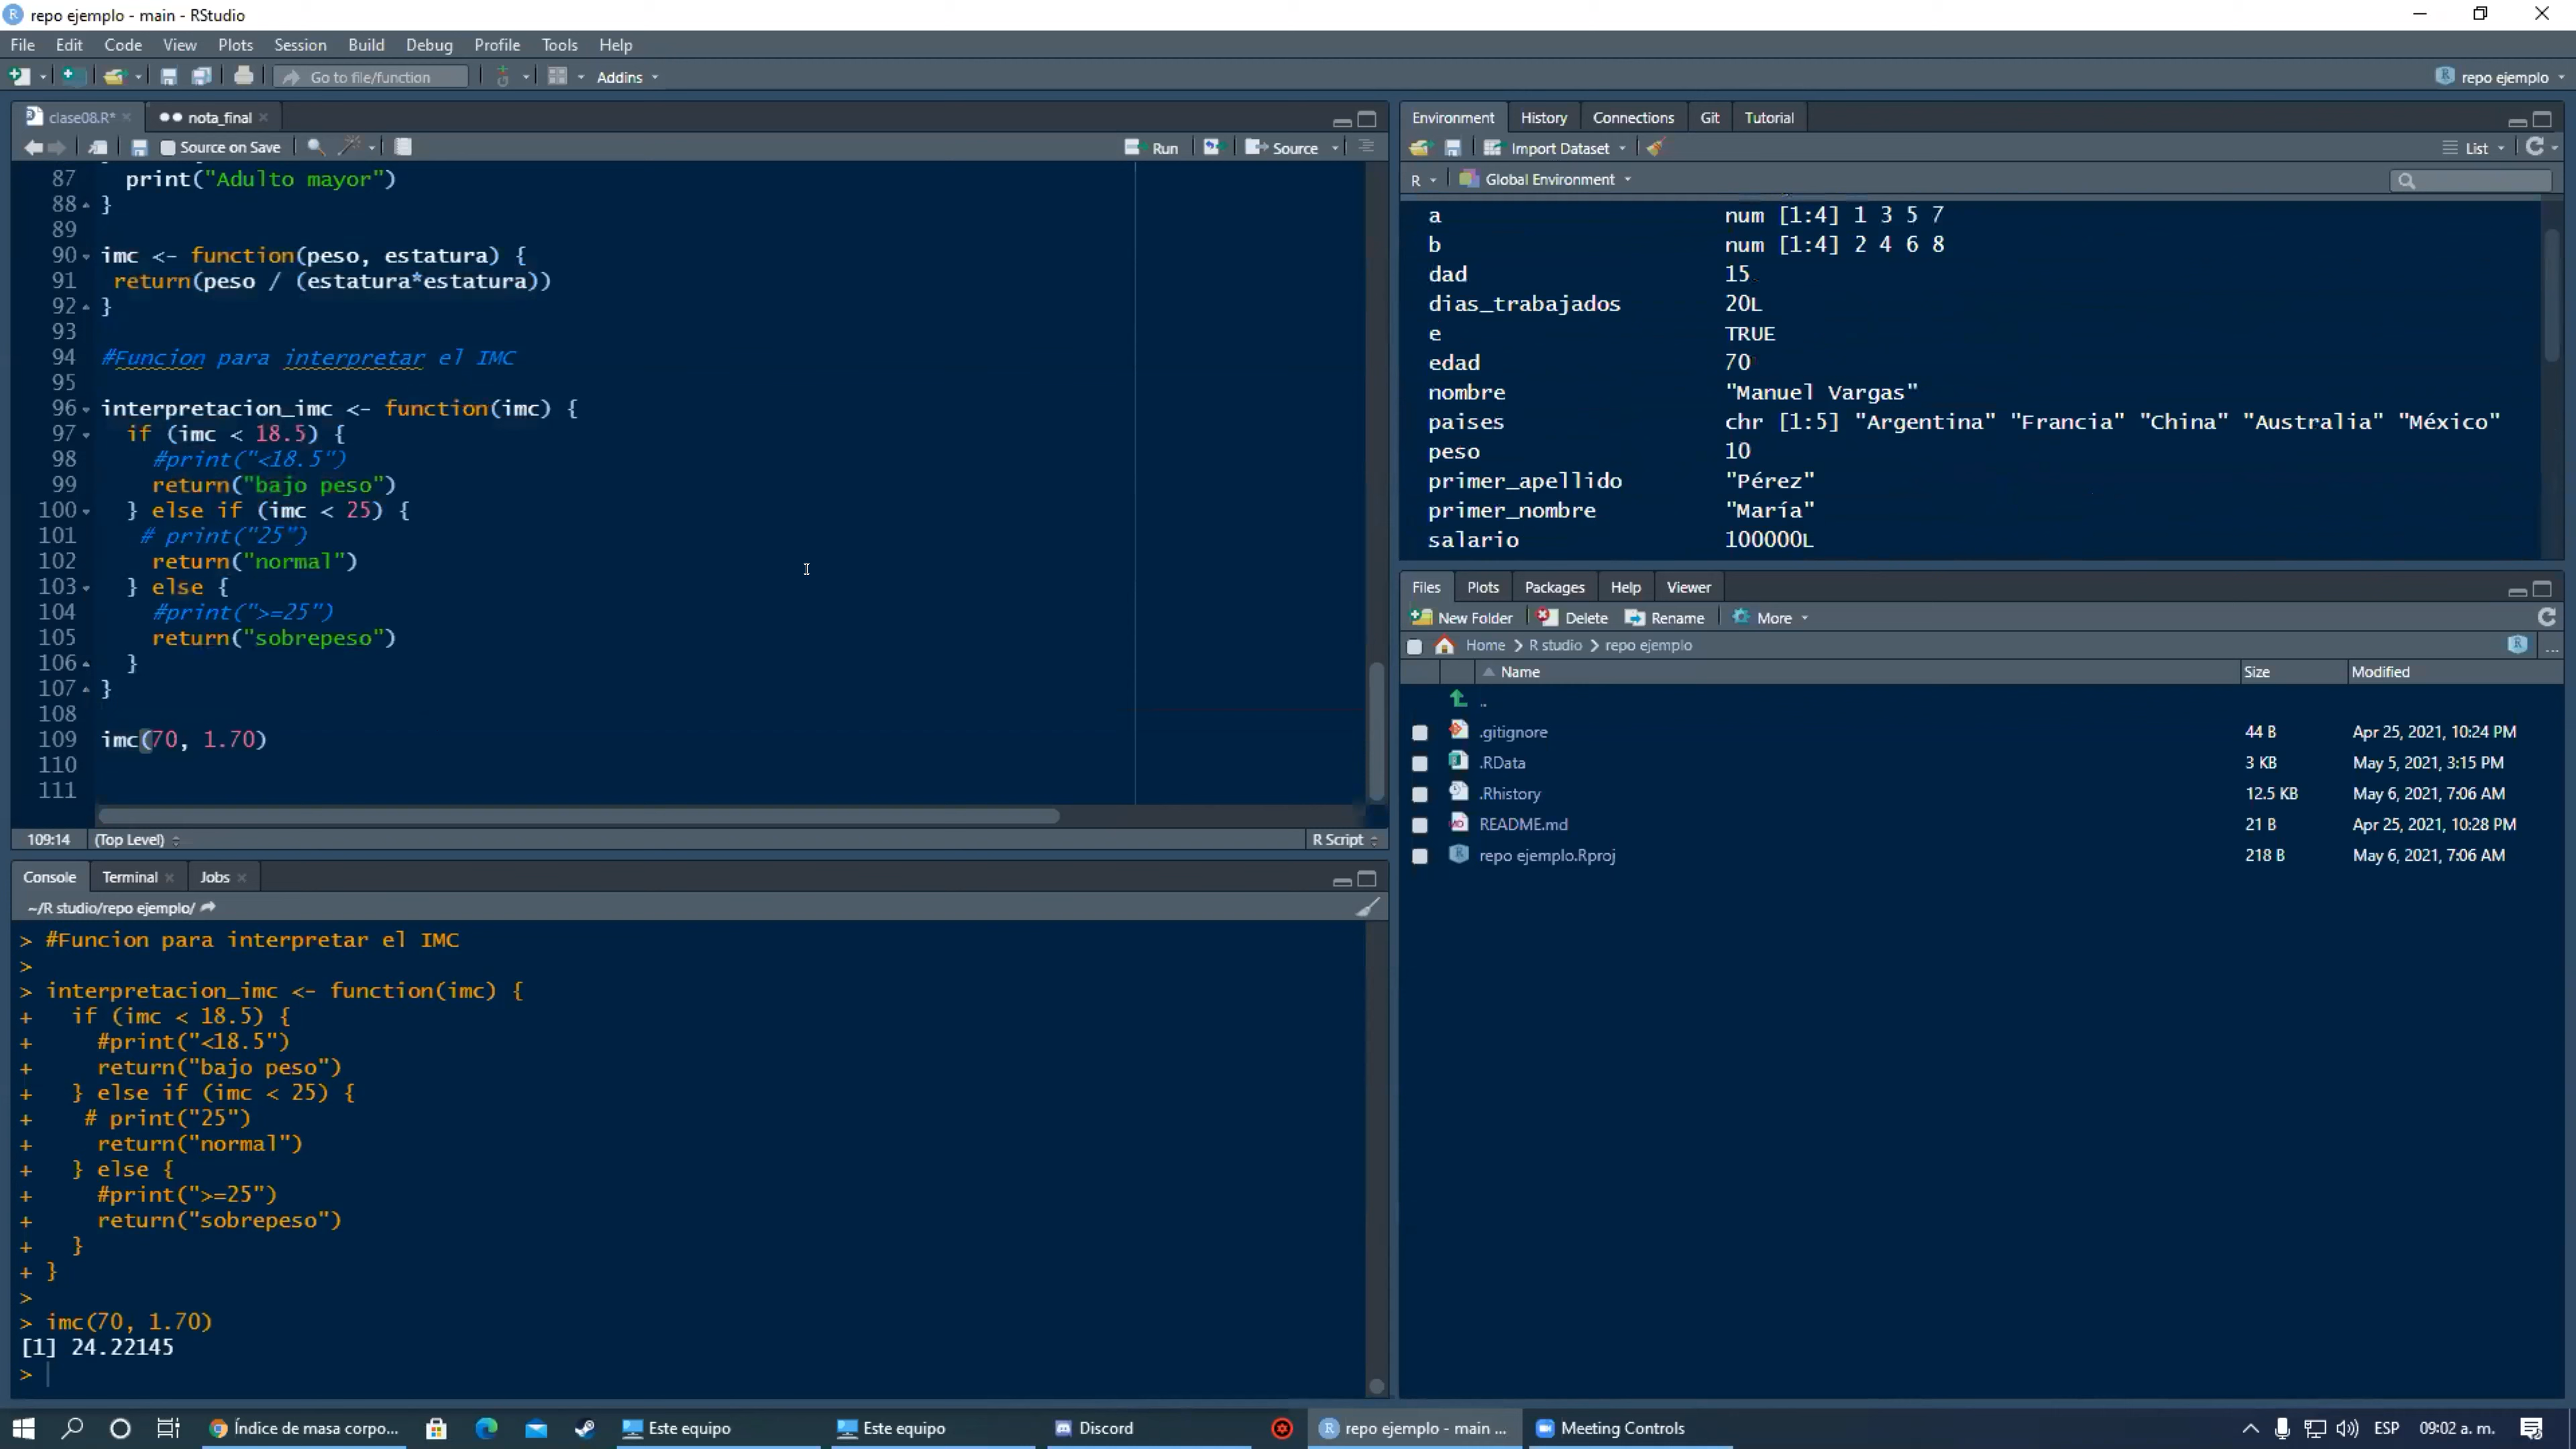 repo ejemplo - main - RStudio
File Edit Code View Plots Session Build Debug Profile Tools Help
Go to file/function Addins repo ejemplo
clase08.R* nota_final
Source on Save Run Source
87 print("Adulto mayor")
88 }
89
90 imc <- function(peso, estatura) {
91 return(peso / (estatura*estatura))
92 }
93
94 #Funcion para interpretar el IMC
95
96 interpretacion_imc <- function(imc) {
97 if (imc < 18.5) {
98 #print("<18.5")
99 return("bajo peso")
100 } else if (imc < 25) {
101 # print("25")
102 return("normal")
103 } else {
104 #print(">=25")
105 return("sobrepeso")
106 }
107 }
108
109 imc(70, 1.70)
110
111
109:14 (Top Level) R Script
Console Terminal Jobs
~/R studio/repo ejemplo/
> #Funcion para interpretar el IMC
>
> interpretacion_imc <- function(imc) {
+ if (imc < 18.5) {
+ #print("<18.5")
+ return("bajo peso")
+ } else if (imc < 25) {
+ # print("25")
+ return("normal")
+ } else {
+ #print(">=25")
+ return("sobrepeso")
+ }
+ }
>
> imc(70, 1.70)
[1] 24.22145
>
Environment History Connections Git Tutorial
Import Dataset List
R Global Environment
a num [1:4] 1 3 5 7
b num [1:4] 2 4 6 8
dad 15
dias_trabajados 20L
e TRUE
edad 70
nombre "Manuel Vargas"
paises chr [1:5] "Argentina" "Francia" "China" "Australia" "México"
peso 10
primer_apellido "Pérez"
primer_nombre "María"
salario 100000L
Files Plots Packages Help Viewer
New Folder Delete Rename More
Home R studio repo ejemplo ...
Name Size Modified
..
.gitignore 44 B Apr 25, 2021, 10:24 PM
.RData 3 KB May 5, 2021, 3:15 PM
.Rhistory 12.5 KB May 6, 2021, 7:06 AM
README.md 21 B Apr 25, 2021, 10:28 PM
repo ejemplo.Rproj 218 B May 6, 2021, 7:06 AM
Índice de masa corpo... Este equipo Este equipo Discord repo ejemplo - main ... Meeting Controls ESP 09:02 a. m.